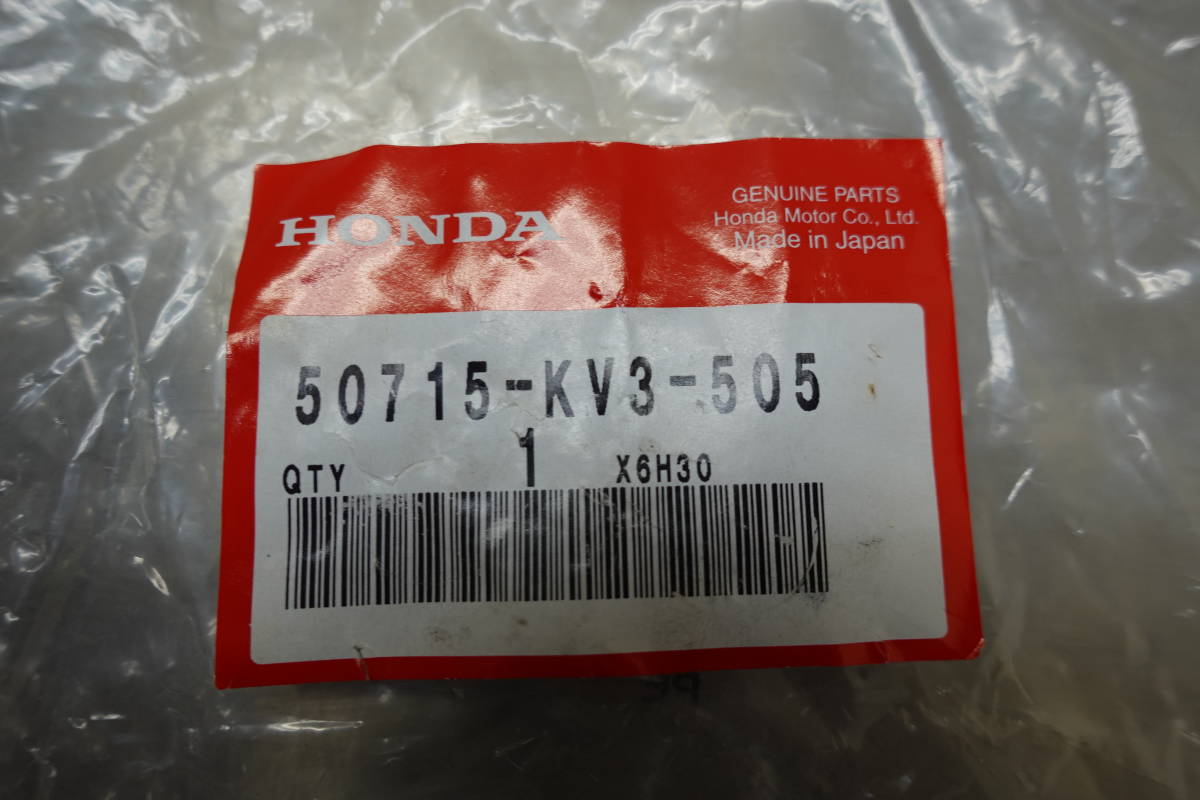 HONDA
GENUINE PARTS
Honda Motor Co., Ltd.
Made in Japan
50715-KV3-505
QTY 1 X6H30